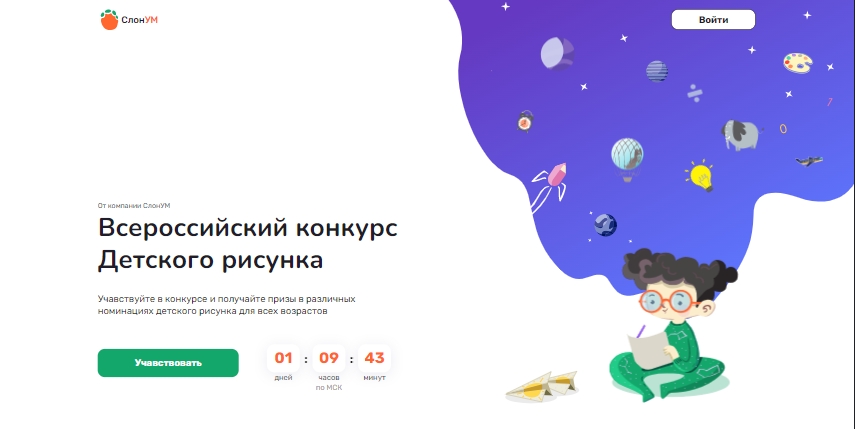 СлонУМ
Войти
От компании СлонУМ
Всероссийский конкурс
Детского рисунка
Учавствуйте в конкурсе и получайте призы в различных
номинациях детского рисунка для всех возрастов
Учавствовать
01 : 09 : 43
дней часов минут
по МСК
7
0